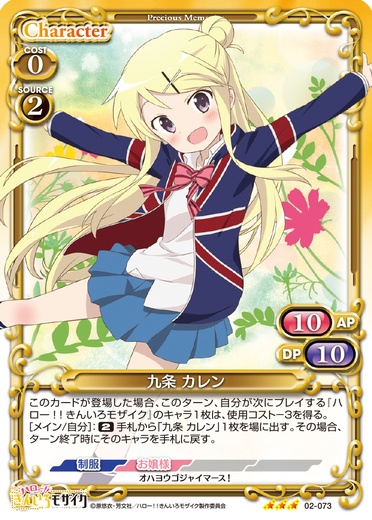 Precious Mem
Character
COST
0
SOURCE
2
10 AP
DP 10
九条 カレン
このカードが登場した場合、このターン、自分が次にプレイする『ハ
ロー！！きんいろモザイク』のキャラ1枚は、使用コスト－3を得る。
[メイン/自分]：2 手札から「九条 カレン」1枚を場に出す。その場合、
ターン終了時にそのキャラを手札に戻す。
制服 お嬢様
オハヨウゴジャイマース！
ハロー!!きんいろモザイク
02-073
©原悠衣・芳文社／ハロー！！きんいろモザイク製作委員会